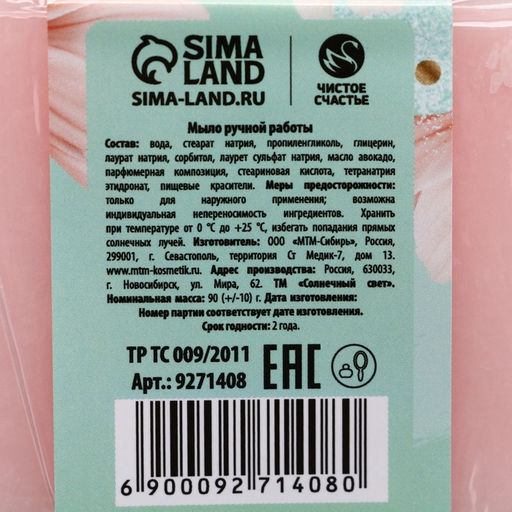 SIMA
LAND
SIMA-LAND.RU
ЧИСТОЕ
СЧАСТЬЕ
Мыло ручной работы
Состав: вода, стеарат натрия, пропиленгликоль, глицерин,
лаурат натрия, сорбитол, лаурет сульфат натрия, масло авокадо,
парфюмерная композиция, стеариновая кислота, тетранатрия
этидронат, пищевые красители. Меры предосторожности:
только для наружного применения; возможна
индивидуальная непереносимость ингредиентов. Хранить
при температуре от 0 °С до +25 °С, избегать попадания прямых
солнечных лучей. Изготовитель: ООО «МТМ-Сибирь», Россия,
299001, г. Севастополь, территория Ст Медик-7, дом 13.
www.mtm-kosmetik.ru. Адрес производства: Россия, 630033,
г. Новосибирск, ул. Мира, 62. ТМ «Солнечный свет».
Номинальная масса: 90 (+/-10) г. Дата изготовления:
Номер партии соответствует дате изготовления.
Срок годности: 2 года.
ТР ТС 009/2011
Арт.: 9271408
EAC
6 900092 714080